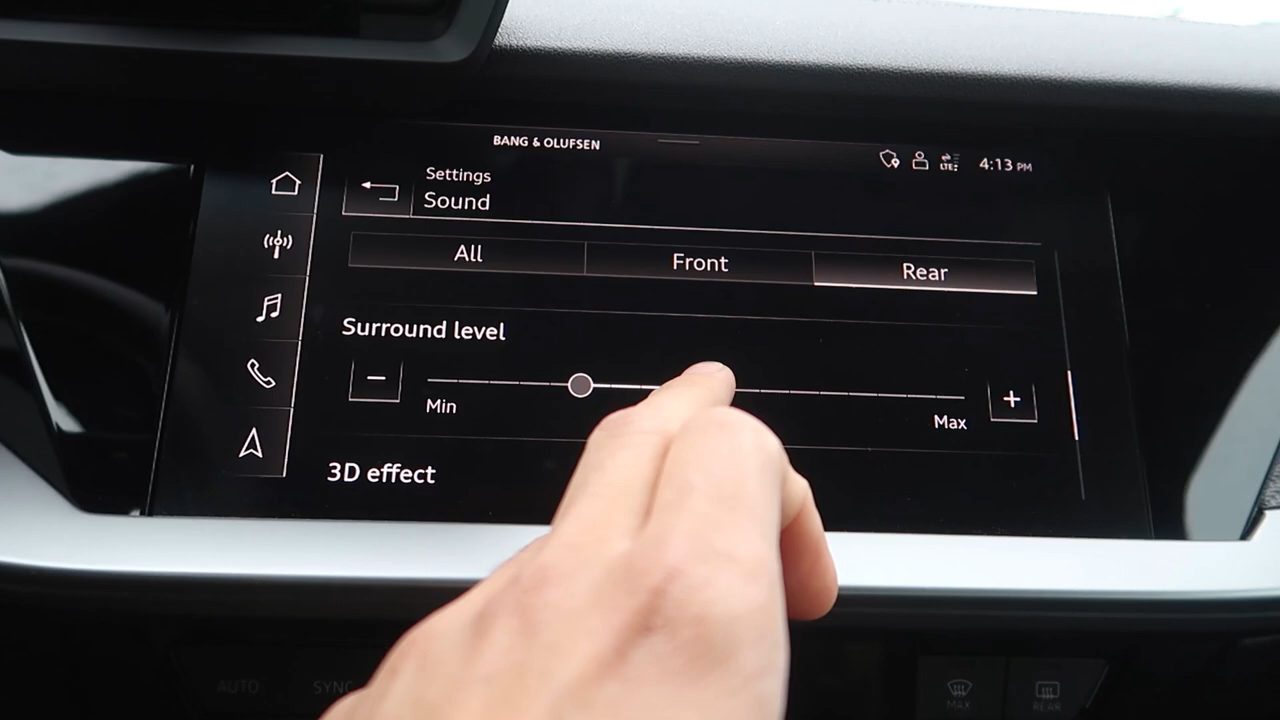 BANG & OLUFSEN
LTE
4:13 PM
Settings
Sound
All Front Rear
Surround level
− +
Min Max
3D effect
AUTO SYNC MAX REAR